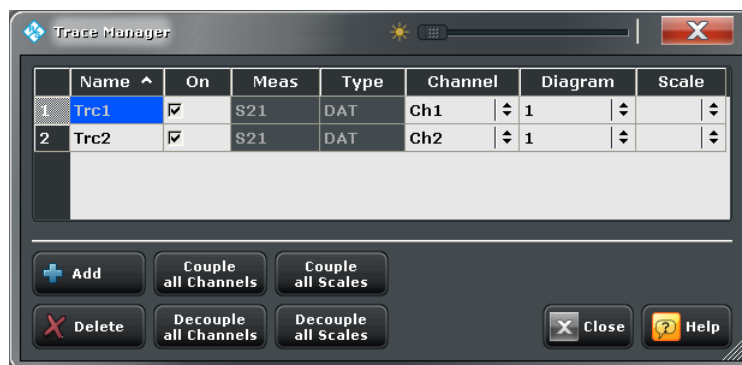 Trace Manager
Name On Meas Type Channel Diagram Scale
1 Trc1 S21 DAT Ch1 1
2 Trc2 S21 DAT Ch2 1
Add
Couple
all Channels
Couple
all Scales
Delete
Decouple
all Channels
Decouple
all Scales
Close
Help